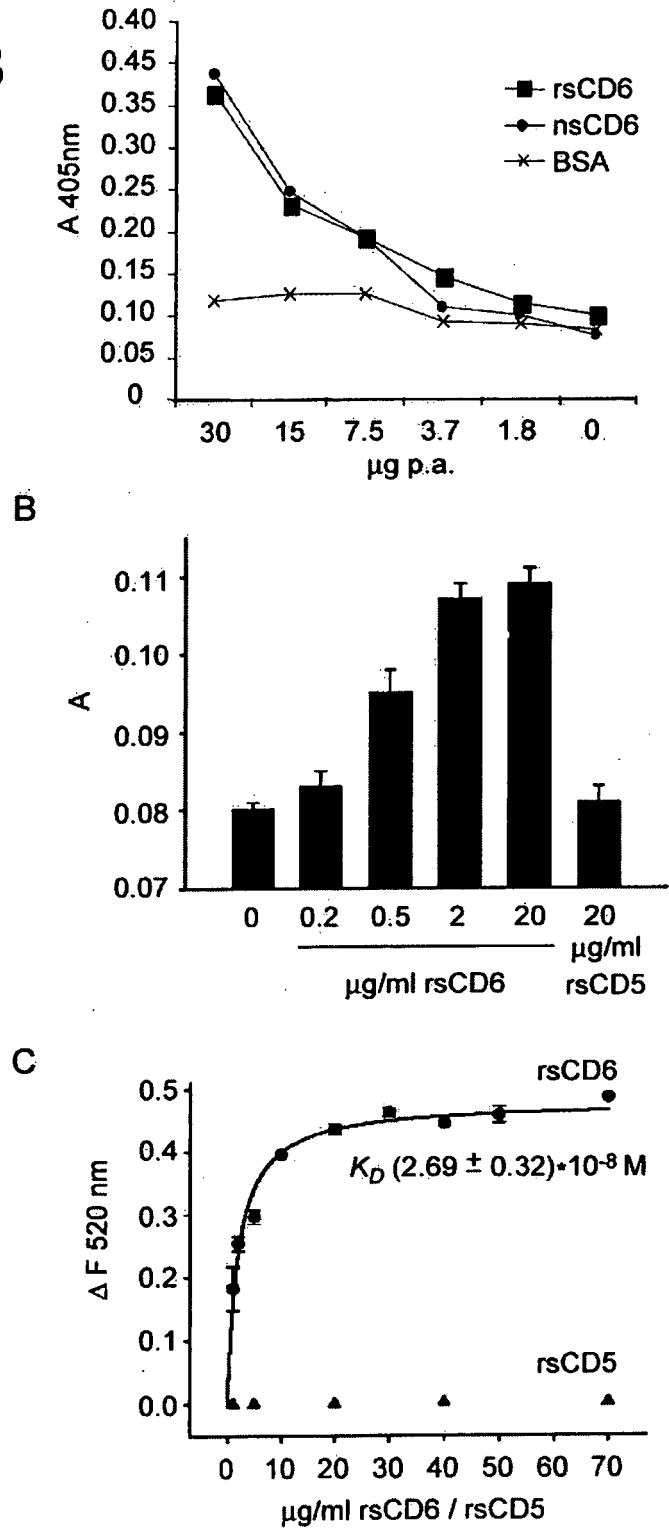 0.40
0.45
0.35
0.30
0.25
0.20
0.15
0.10
0.05
0
A 405nm
rsCD6
nsCD6
BSA
30 15 7.5 3.7 1.8 0
µg p.a.
B
0.11
0.10
0.09
0.08
0.07
A
0 0.2 0.5 2 20 20
µg/ml rsCD6
µg/ml
rsCD5
C
0.5
0.4
0.3
0.2
0.1
0.0
Δ F 520 nm
rsCD6
K_D (2.69 ± 0.32)•10⁻⁸ M
rsCD5
0 10 20 30 40 50 60 70
µg/ml rsCD6 / rsCD5